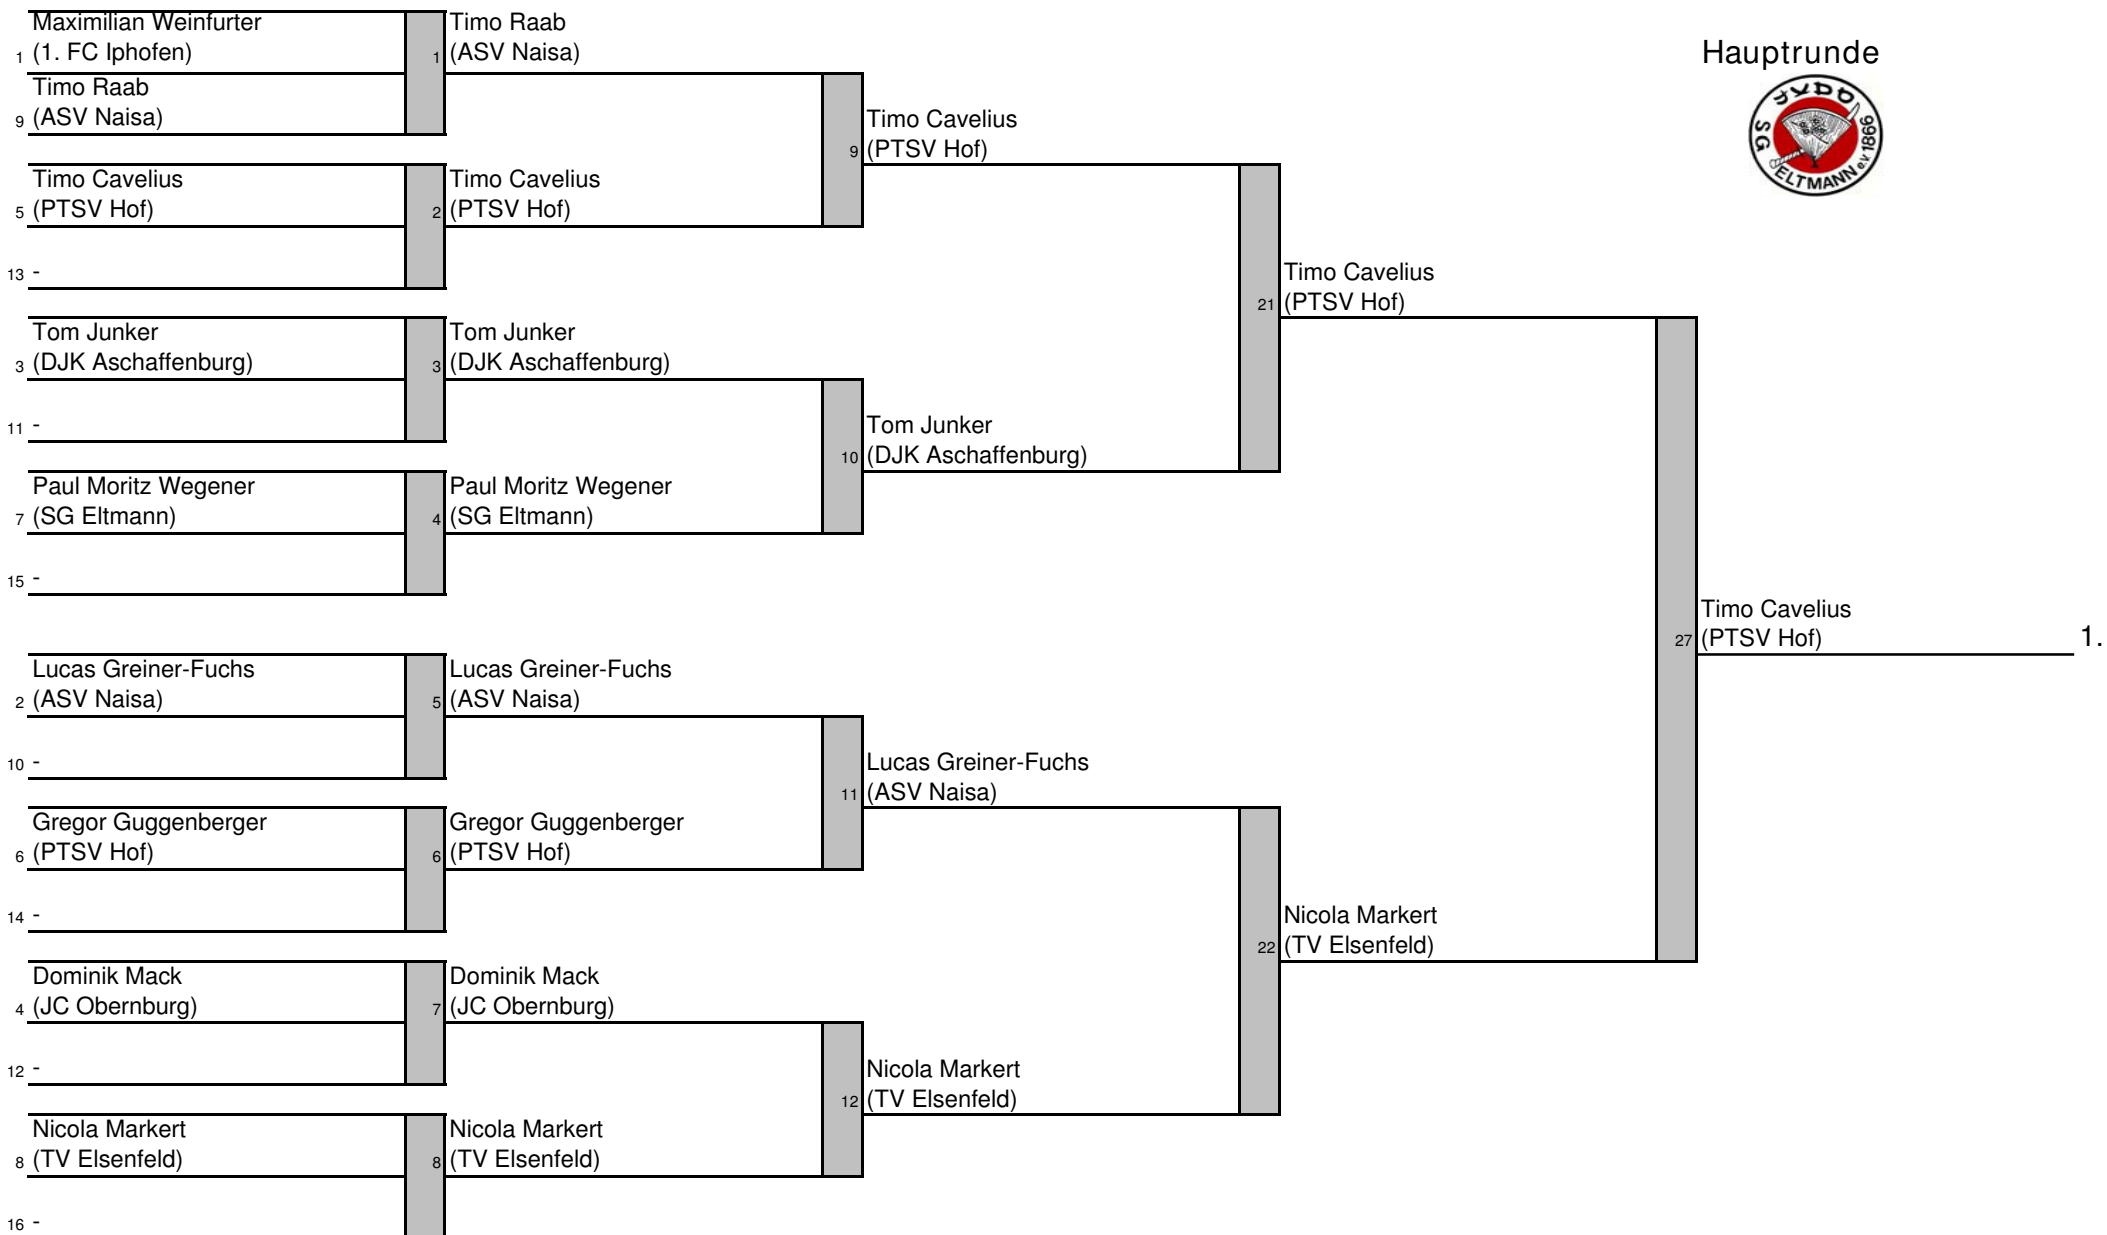 Hauptrunde
JUDO
SG ELTMANN e.V. 1866
Maximilian Weinfurter
1 (1. FC Iphofen)
Timo Raab
9 (ASV Naisa)
Timo Cavelius
5 (PTSV Hof)
13 -
Tom Junker
3 (DJK Aschaffenburg)
11 -
Paul Moritz Wegener
7 (SG Eltmann)
15 -
Lucas Greiner-Fuchs
2 (ASV Naisa)
10 -
Gregor Guggenberger
6 (PTSV Hof)
14 -
Dominik Mack
4 (JC Obernburg)
12 -
Nicola Markert
8 (TV Elsenfeld)
16 -
Timo Raab
1 (ASV Naisa)
Timo Cavelius
2 (PTSV Hof)
Tom Junker
3 (DJK Aschaffenburg)
Paul Moritz Wegener
4 (SG Eltmann)
Lucas Greiner-Fuchs
5 (ASV Naisa)
Gregor Guggenberger
6 (PTSV Hof)
Dominik Mack
7 (JC Obernburg)
Nicola Markert
8 (TV Elsenfeld)
Timo Cavelius
9 (PTSV Hof)
Tom Junker
10 (DJK Aschaffenburg)
Lucas Greiner-Fuchs
11 (ASV Naisa)
Nicola Markert
12 (TV Elsenfeld)
Timo Cavelius
21 (PTSV Hof)
Nicola Markert
22 (TV Elsenfeld)
Timo Cavelius
27 (PTSV Hof) 1.